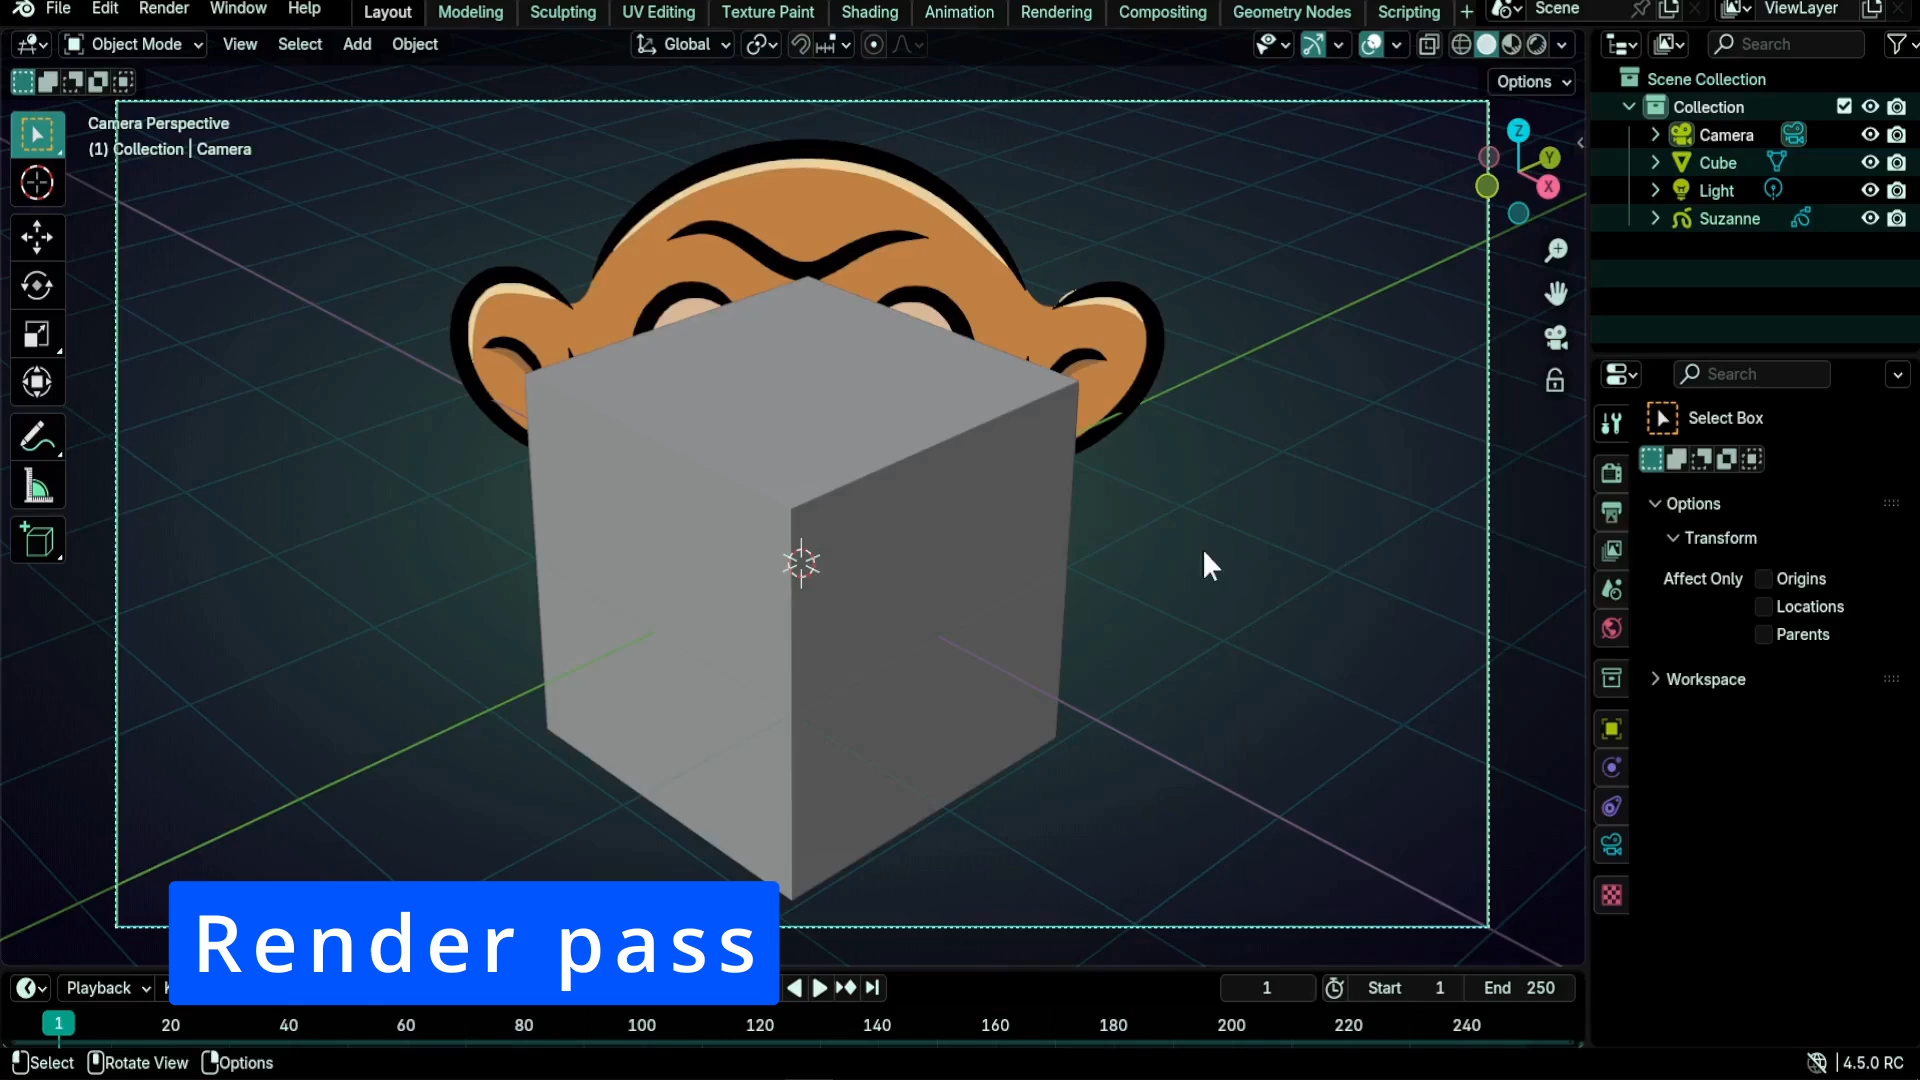 File Edit Render Window Help Layout Modeling Sculpting UV Editing Texture Paint Shading Animation Rendering Compositing Geometry Nodes Scripting + Scene ViewLayer
Object Mode View Select Add Object Global Search
Options
Camera Perspective
(1) Collection | Camera
Z
Y
X
Scene Collection
Collection
Camera
Cube
Light
Suzanne
Search
Select Box
Options
Transform
Affect Only Origins
Locations
Parents
Workspace
Render pass
Playback 1 Start 1 End 250
1 20 40 60 80 100 120 140 160 180 200 220 240
Select Rotate View Options 4.5.0 RC